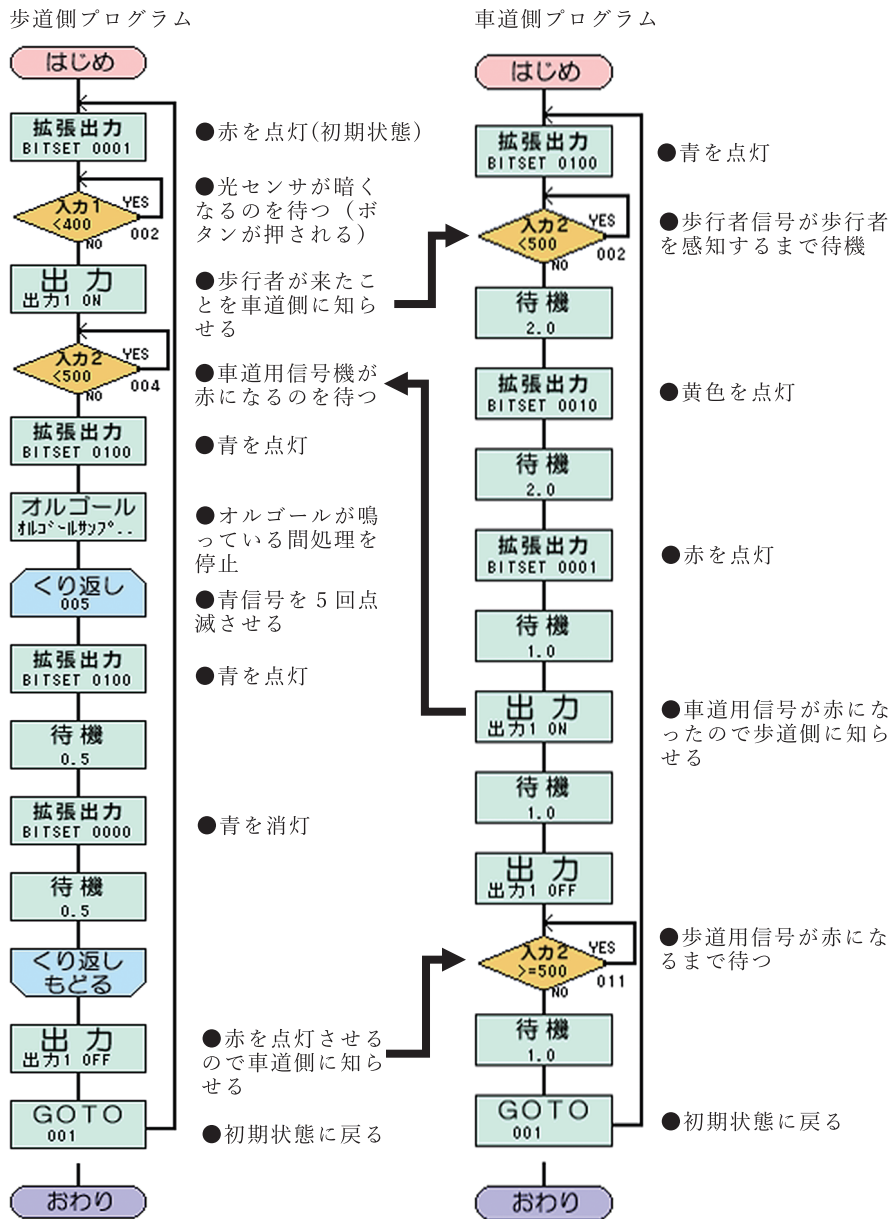 歩道側プログラム
はじめ
拡張出力
BITSET 0001
●赤を点灯(初期状態)
入力1
<400
YES
NO
002
●光センサが暗く
なるのを待つ（ボ
タンが押される）
出 力
出力1 ON
●歩行者が来たこ
とを車道側に知ら
せる
入力2
<500
YES
NO
004
●車道用信号機が
赤になるのを待つ
拡張出力
BITSET 0100
●青を点灯
オルゴール
ｵﾙｺﾞｰﾙｻﾝﾌﾟ..
●オルゴールが鳴
っている間処理を
停止
くり返し
005
●青信号を5回点
滅させる
拡張出力
BITSET 0100
●青を点灯
待機
0.5
拡張出力
BITSET 0000
●青を消灯
待機
0.5
くり返し
もどる
出 力
出力1 OFF
●赤を点灯させる
ので車道側に知ら
せる
GOTO
001
●初期状態に戻る
おわり
車道側プログラム
はじめ
拡張出力
BITSET 0100
●青を点灯
入力2
<500
YES
NO
002
●歩行者信号が歩行者
を感知するまで待機
待機
2.0
拡張出力
BITSET 0010
●黄色を点灯
待機
2.0
拡張出力
BITSET 0001
●赤を点灯
待機
1.0
出 力
出力1 ON
●車道用信号が赤にな
ったので歩道側に知ら
せる
待機
1.0
出 力
出力1 OFF
入力2
>=500
YES
NO
011
●歩道用信号が赤にな
るまで待つ
待機
1.0
GOTO
001
●初期状態に戻る
おわり